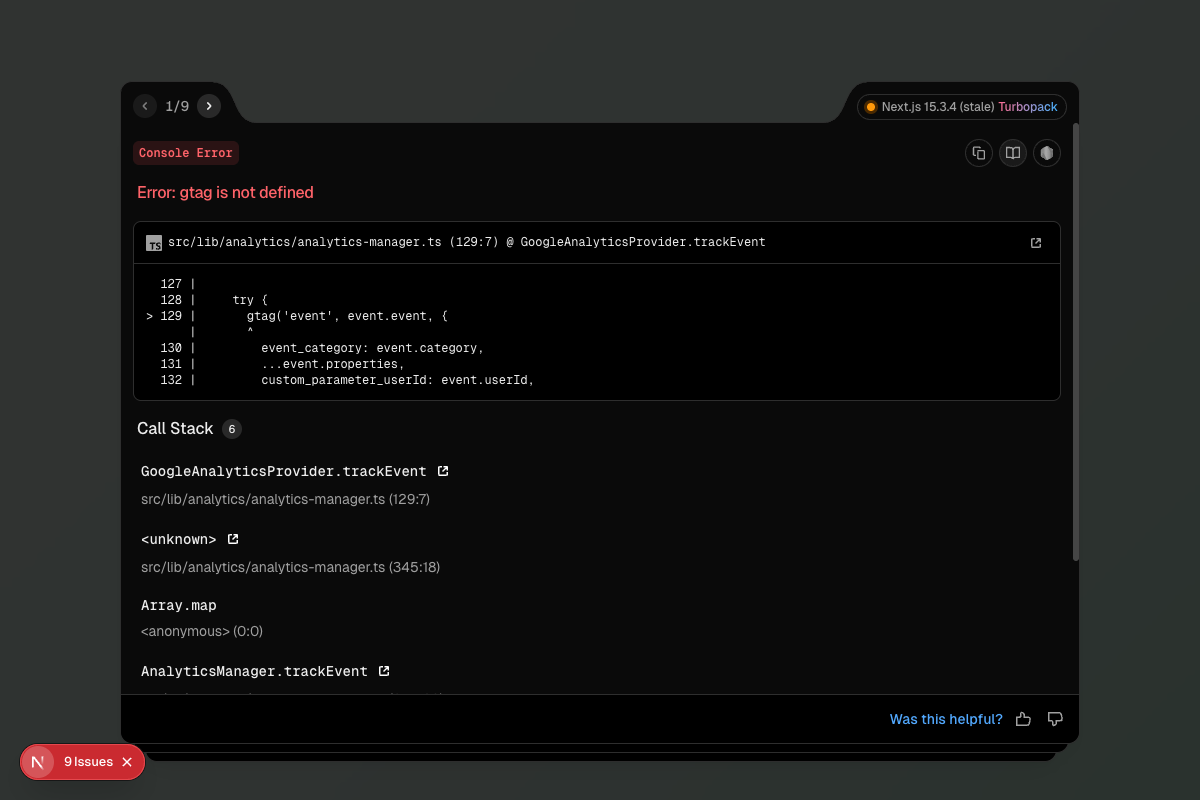 1/9
Next.js 15.3.4 (stale) Turbopack
Console Error
Error: gtag is not defined
TS src/lib/analytics/analytics-manager.ts (129:7) @ GoogleAnalyticsProvider.trackEvent
127 |
128 |     try {
> 129 |       gtag('event', event.event, {
|       ^
130 |         event_category: event.category,
131 |         ...event.properties,
132 |         custom_parameter_userId: event.userId,
Call Stack 6
GoogleAnalyticsProvider.trackEvent
src/lib/analytics/analytics-manager.ts (129:7)
<unknown>
src/lib/analytics/analytics-manager.ts (345:18)
Array.map
<anonymous> (0:0)
AnalyticsManager.trackEvent
Was this helpful?
N 9 Issues